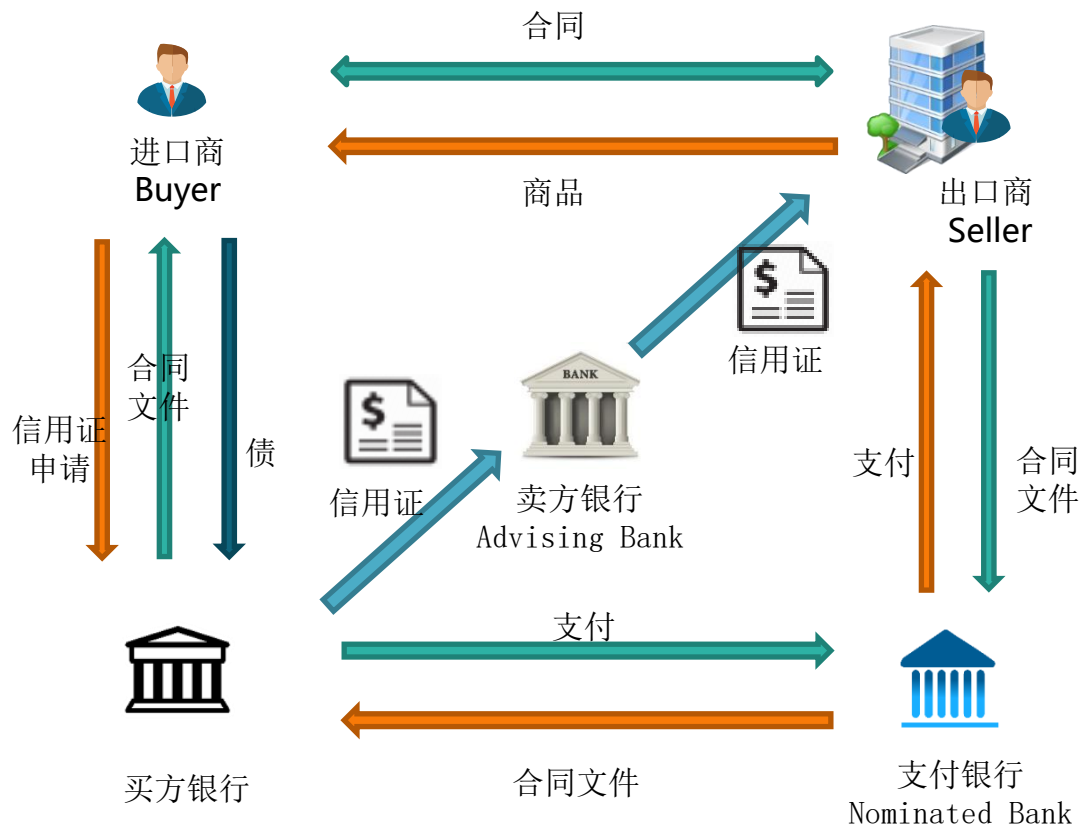 合同
进口商
Buyer
商品
出口商
Seller
信用证
申请
合同
文件
债
信用证
BANK
卖方银行
Advising Bank
信用证
支付
合同
文件
支付
买方银行
合同文件
支付银行
Nominated Bank